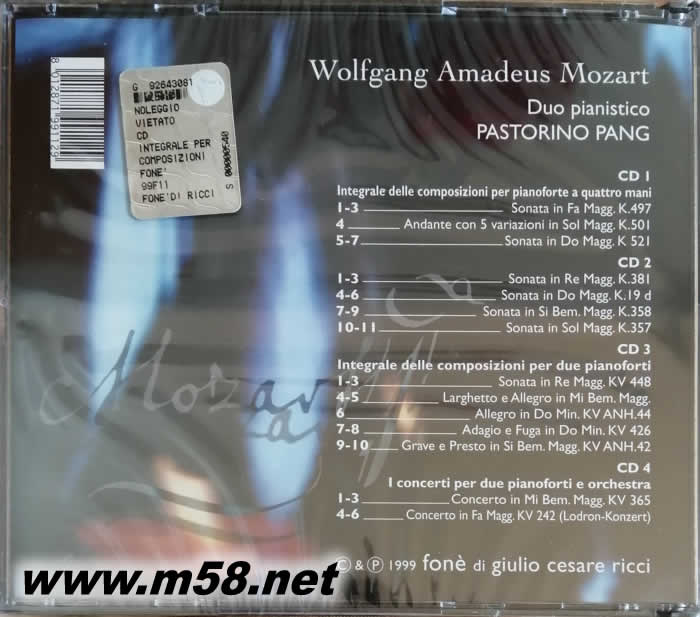 Wolfgang Amadeus Mozart
Duo pianistico
PASTORINO PANG
8 012871 991129
G 92643081
NOLEGGIO
VIETATO
CD
INTEGRALE PER
COMPOSIZIONI
FONE'
99F11
FONE'DI RICCI
S 00000540
CD 1
Integrale delle composizioni per pianoforte a quattro mani
1-3 Sonata in Fa Magg. K.497
4 Andante con 5 variazioni in Sol Magg. K.501
5-7 Sonata in Do Magg. K 521
CD 2
1-3 Sonata in Re Magg. K.381
4-6 Sonata in Do Magg. K.19 d
7-9 Sonata in Si Bem. Magg. K.358
10-11 Sonata in Sol Magg. K.357
CD 3
Integrale delle composizioni per due pianoforti
1-3 Sonata in Re Magg. KV 448
4-5 Larghetto e Allegro in Mi Bem. Magg.
6 Allegro in Do Min. KV ANH.44
7-8 Adagio e Fuga in Do Min. KV 426
9-10 Grave e Presto in Si Bem. Magg. KV ANH.42
CD 4
I concerti per due pianoforti e orchestra
1-3 Concerto in Mi Bem. Magg. KV 365
4-6 Concerto in Fa Magg. KV 242 (Lodron-Konzert)
Mozart
© & ℗ 1999 fonè di giulio cesare ricci
www.m58.net